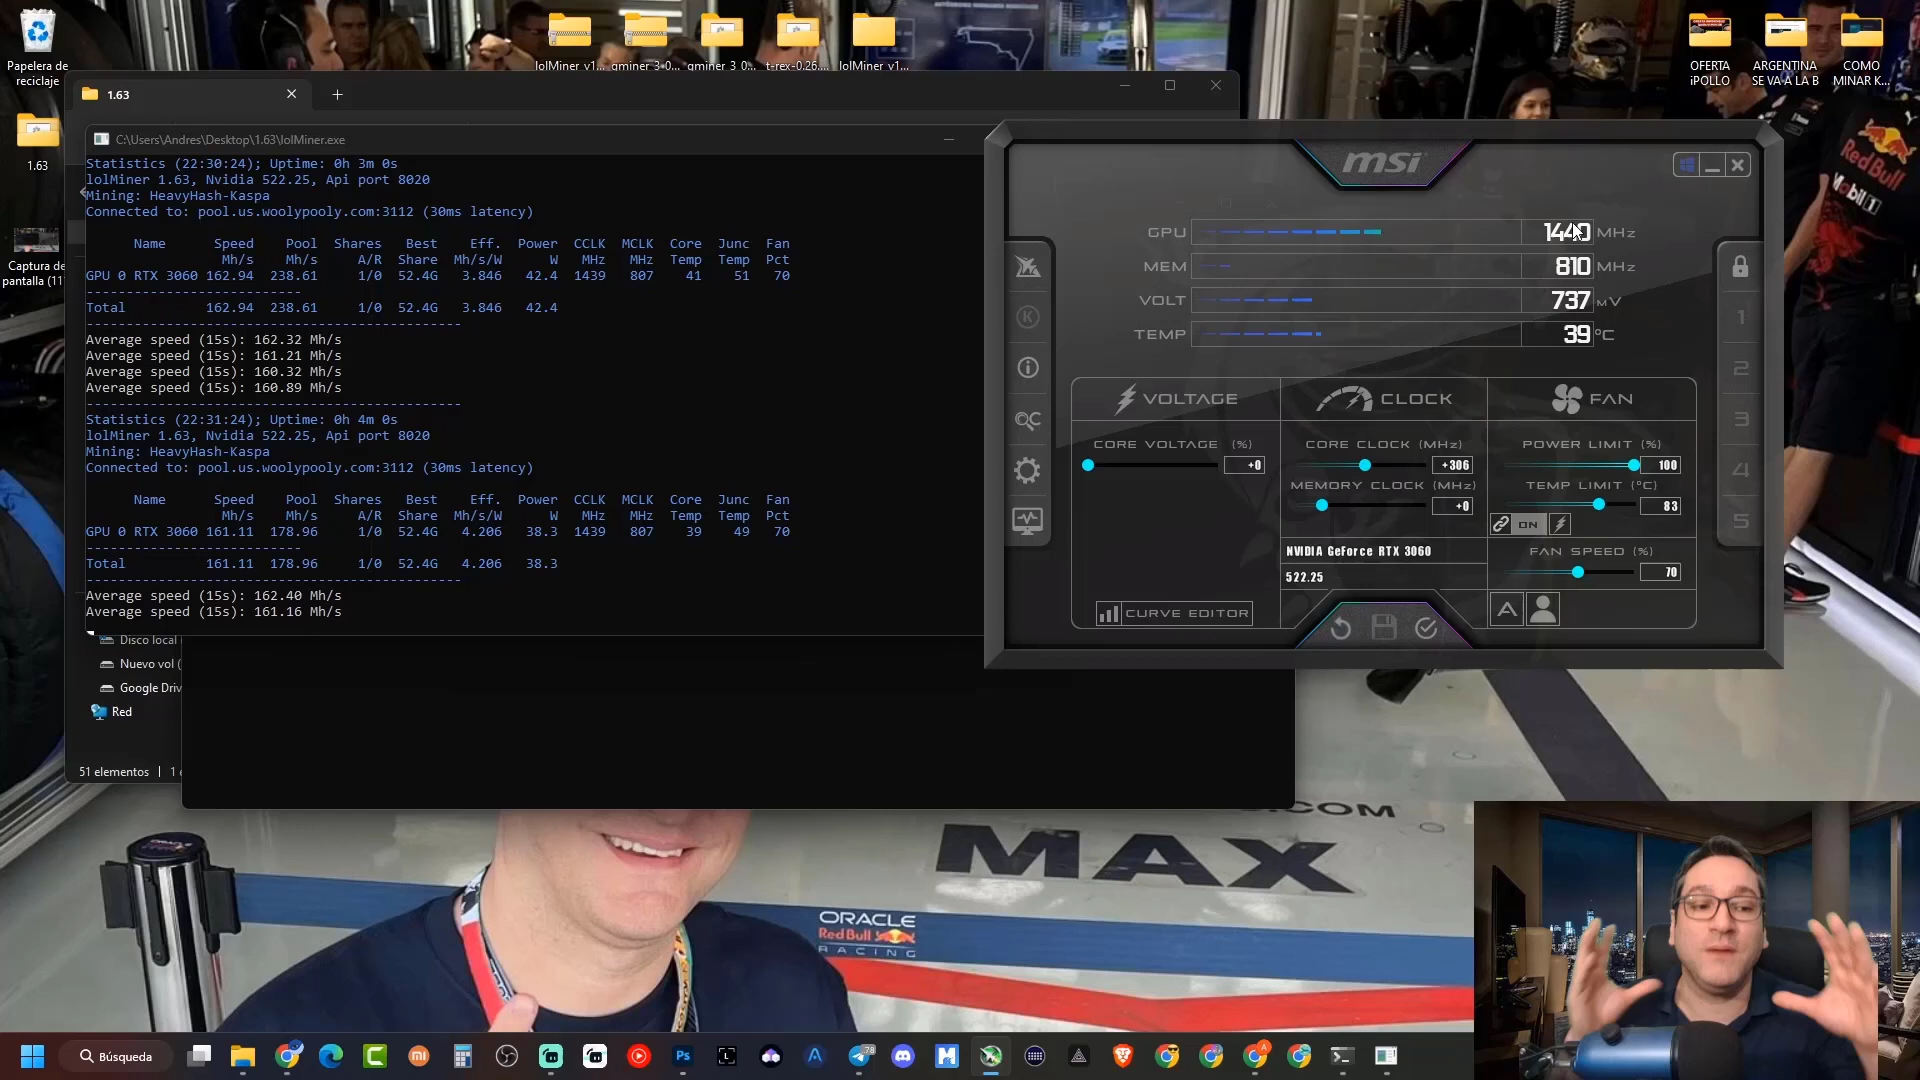 Papelera de
reciclaje
1.63
Captura de
pantalla (11
lolMiner_v1...
gminer_3_0...
gminer_3_0...
t-rex-0.26....
lolMiner_v1...
OFERTA
iPOLLO
ARGENTINA
SE VA A LA B
COMO
MINAR K...
1.63
C:\Users\Andres\Desktop\1.63\lolMiner.exe
Statistics (22:30:24); Uptime: 0h 3m 0s
lolMiner 1.63, Nvidia 522.25, Api port 8020
Mining: HeavyHash-Kaspa
Connected to: pool.us.woolypooly.com:3112 (30ms latency)
Name Speed Pool Shares Best Eff. Power CCLK MCLK Core Junc Fan
Mh/s Mh/s A/R Share Mh/s/W W MHz MHz Temp Temp Pct
GPU 0 RTX 3060 162.94 238.61 1/0 52.4G 3.846 42.4 1439 807 41 51 70
--------------------------
Total 162.94 238.61 1/0 52.4G 3.846 42.4
----------------------------------------------
Average speed (15s): 162.32 Mh/s
Average speed (15s): 161.21 Mh/s
Average speed (15s): 160.32 Mh/s
Average speed (15s): 160.89 Mh/s
----------------------------------------------
Statistics (22:31:24); Uptime: 0h 4m 0s
lolMiner 1.63, Nvidia 522.25, Api port 8020
Mining: HeavyHash-Kaspa
Connected to: pool.us.woolypooly.com:3112 (30ms latency)
Name Speed Pool Shares Best Eff. Power CCLK MCLK Core Junc Fan
Mh/s Mh/s A/R Share Mh/s/W W MHz MHz Temp Temp Pct
GPU 0 RTX 3060 161.11 178.96 1/0 52.4G 4.206 38.3 1439 807 39 49 70
--------------------------
Total 161.11 178.96 1/0 52.4G 4.206 38.3
----------------------------------------------
Average speed (15s): 162.40 Mh/s
Average speed (15s): 161.16 Mh/s
Disco local
Nuevo vol (
Google Driv
Red
51 elementos
msi
GPU 1440 MHz
MEM 810 MHz
VOLT 737 MV
TEMP 39 °C
VOLTAGE
CLOCK
FAN
CORE VOLTAGE (%)
+0
CORE CLOCK (MHz)
+306
MEMORY CLOCK (MHz)
+0
POWER LIMIT (%)
100
TEMP LIMIT (°C)
83
ON
NVIDIA GeForce RTX 3060
522.25
FAN SPEED (%)
70
CURVE EDITOR
K
1
2
3
4
5
Red Bull
Mobil 1
.COM
MAX
ORACLE
Red Bull
RACING
Búsqueda
78